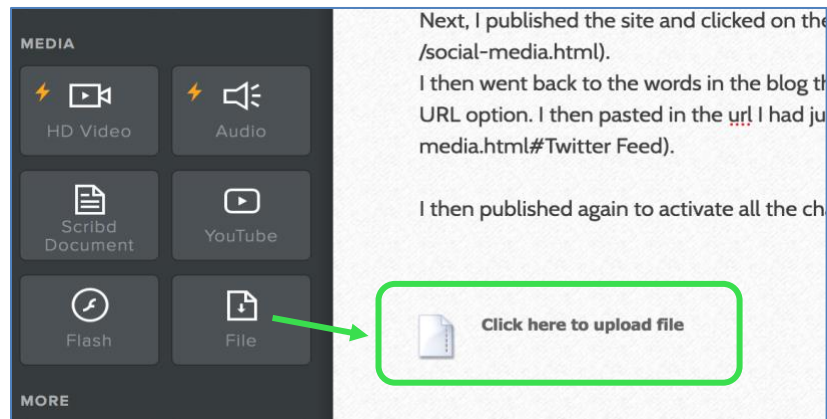 MEDIA
HD Video
Audio
Scribd
Document
YouTube
Flash
File
MORE
Next, I published the site and clicked on the
/social-media.html).
I then went back to the words in the blog th
URL option. I then pasted in the url I had ju
media.html#Twitter Feed).
I then published again to activate all the ch
Click here to upload file